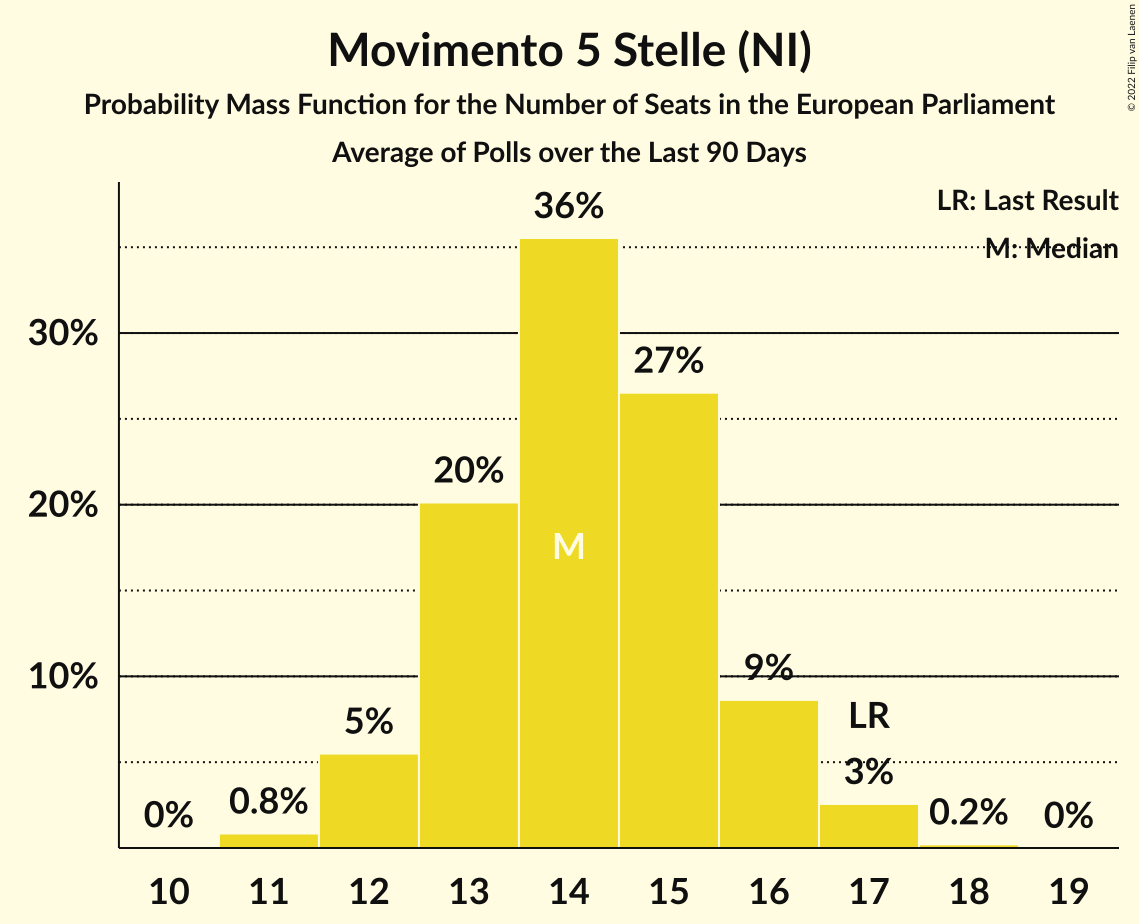 Movimento 5 Stelle (NI)
Probability Mass Function for the Number of Seats in the European Parliament
Average of Polls over the Last 90 Days
© 2022 Filip van Laenen
LR: Last Result
M: Median
36%
30%
27%
20%
20%
M
10%
9%
LR
5%
3%
0.8%
0.2%
0%
0%
10 11 12 13 14 15 16 17 18 19